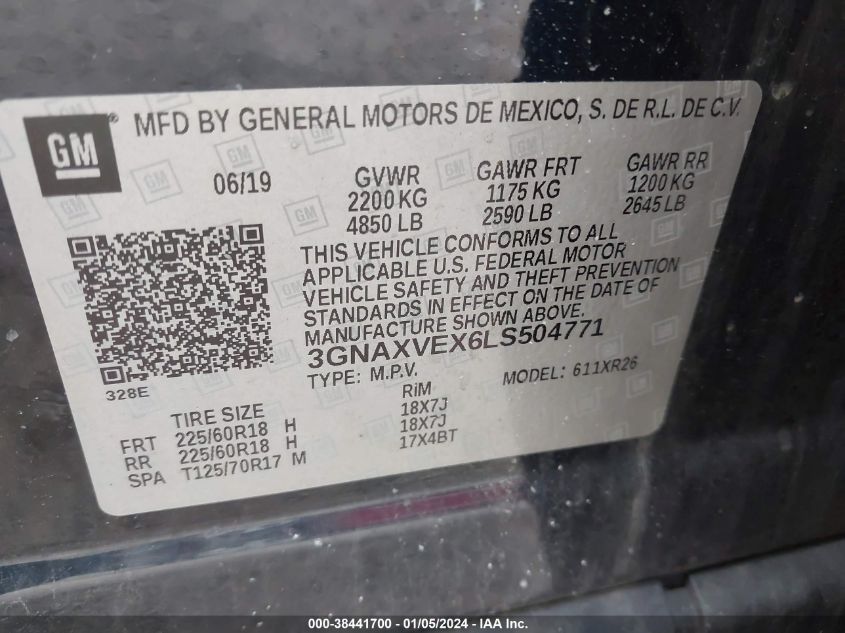 GM ® MFD BY GENERAL MOTORS DE MEXICO, S. DE R.L. DE C.V.
06/19
GVWR
2200 KG
4850 LB
GAWR FRT
1175 KG
2590 LB
GAWR RR
1200 KG
2645 LB
THIS VEHICLE CONFORMS TO ALL
APPLICABLE U.S. FEDERAL MOTOR
VEHICLE SAFETY AND THEFT PREVENTION
STANDARDS IN EFFECT ON THE DATE OF
MANUFACTURE SHOWN ABOVE.
3GNAXVEX6LS504771
TYPE: M.P.V. MODEL: 611XR26
328E
TIRE SIZE RiM
FRT 225/60R18 H 18X7J
RR 225/60R18 H 18X7J
SPA T125/70R17 M 17X4BT
000-38441700 - 01/05/2024 - IAA Inc.